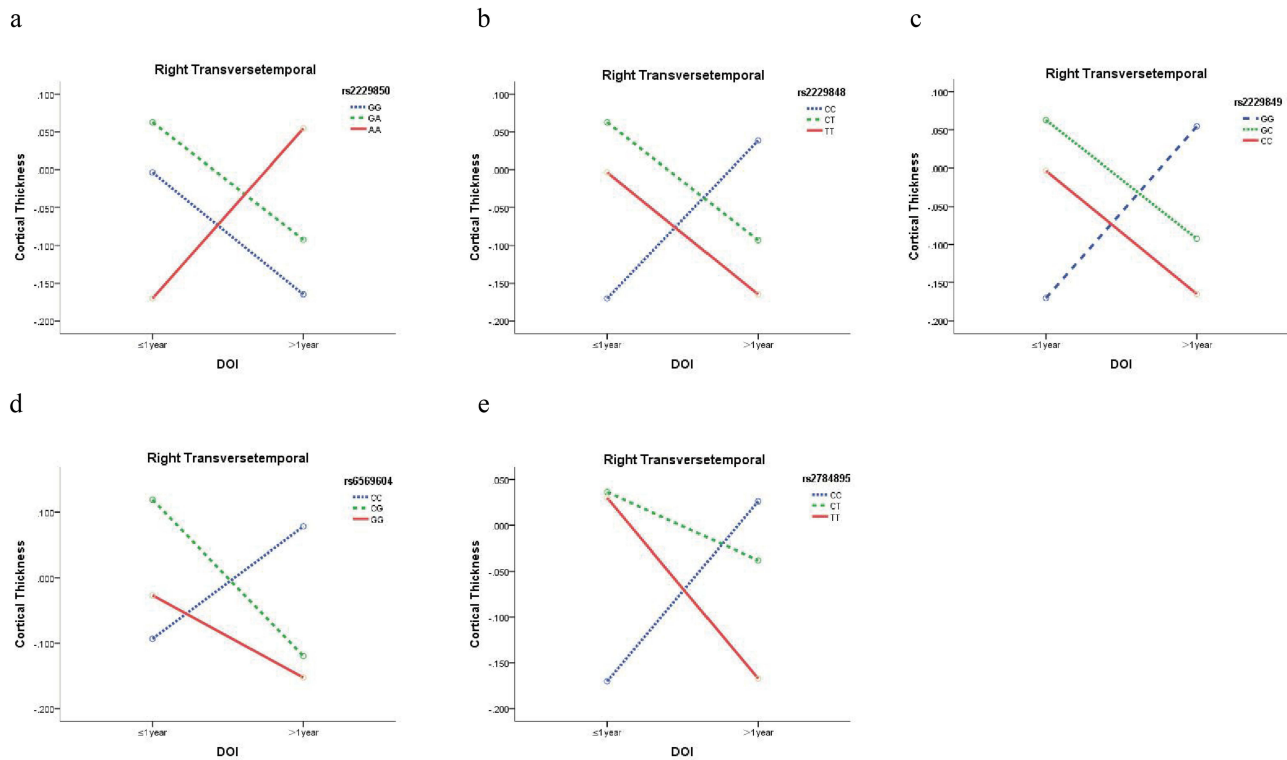 a
Right Transversetemporal
rs2229850
GG
GA
AA
.100
.050
.000
-.050
-.100
-.150
-.200
Cortical Thickness
≤1year
>1year
DOI
b
Right Transversetemporal
rs2229848
CC
CT
TT
.100
.050
.000
-.050
-.100
-.150
-.200
Cortical Thickness
≤1year
>1year
DOI
c
Right Transversetemporal
rs2229849
GG
GC
CC
.100
.050
.000
-.050
-.100
-.150
-.200
Cortical Thickness
≤1year
>1year
DOI
d
Right Transversetemporal
rs6569604
CC
CG
GG
.100
.000
-.100
-.200
Cortical Thickness
≤1year
>1year
DOI
e
Right Transversetemporal
rs2784895
CC
CT
TT
.050
.000
-.050
-.100
-.150
-.200
Cortical Thickness
≤1year
>1year
DOI